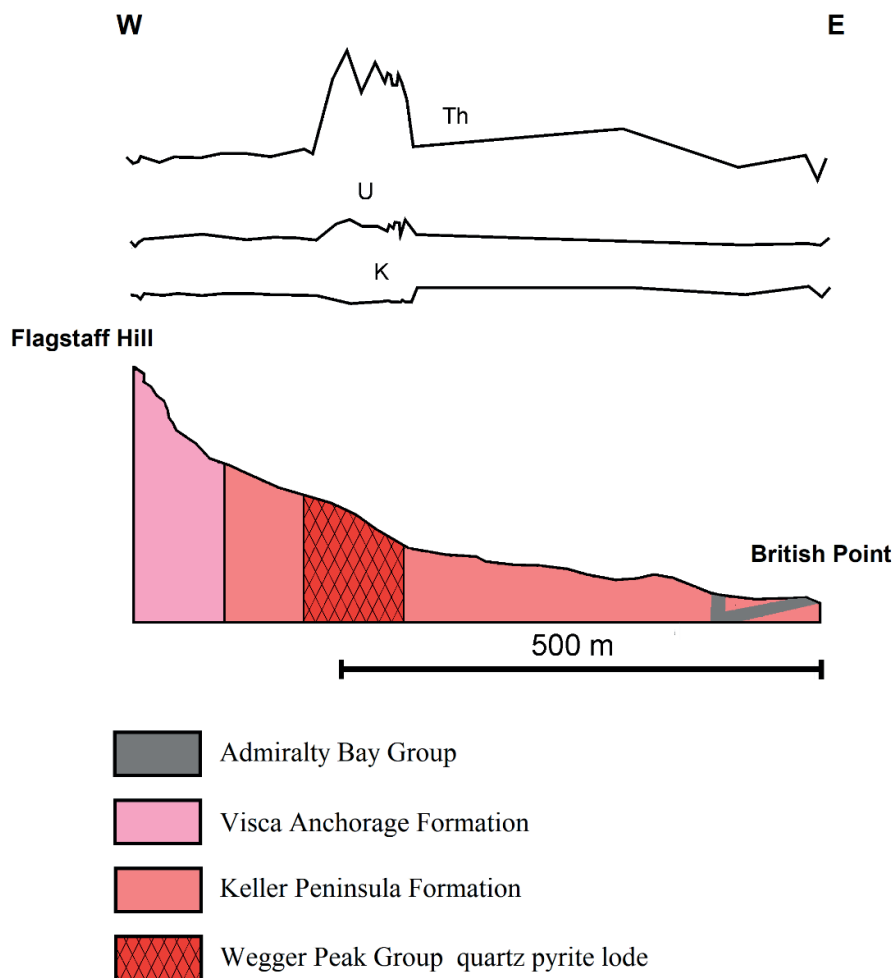 W
E
Th
U
K
Flagstaff Hill
British Point
500 m
Admiralty Bay Group
Visca Anchorage Formation
Keller Peninsula Formation
Wegger Peak Group quartz pyrite lode